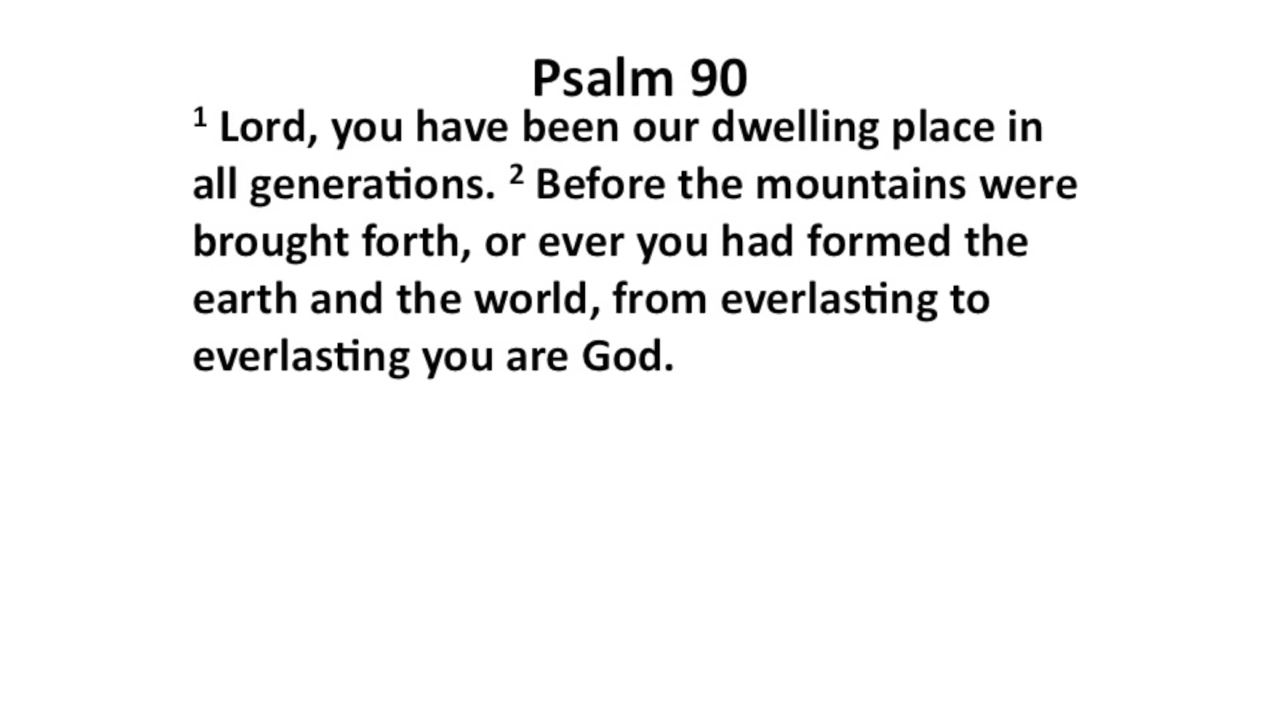 Psalm 90
¹ Lord, you have been our dwelling place in
all generations. ² Before the mountains were
brought forth, or ever you had formed the
earth and the world, from everlasting to
everlasting you are God.